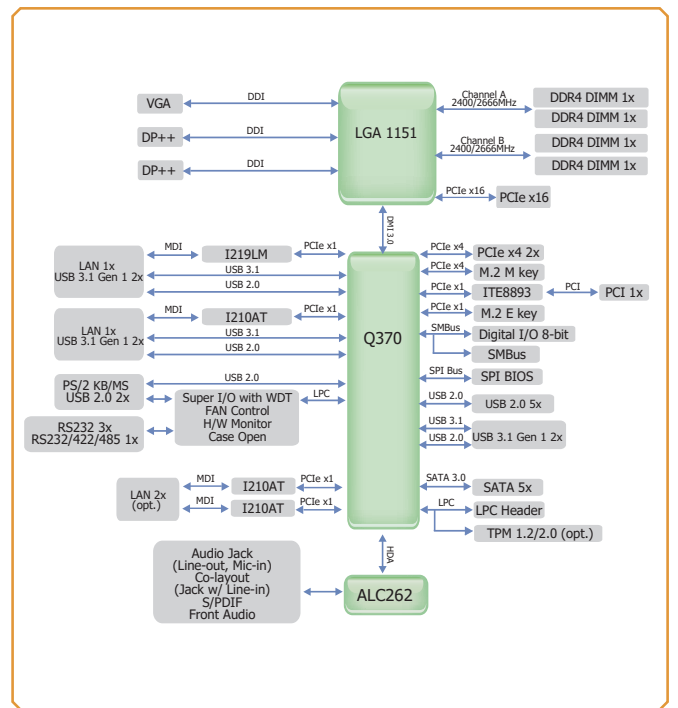 VGA
DDI
DP++
DDI
DP++
DDI
LGA 1151
Channel A
2400/2666MHz
DDR4 DIMM 1x
DDR4 DIMM 1x
Channel B
2400/2666MHz
DDR4 DIMM 1x
DDR4 DIMM 1x
PCIe x16
PCIe x16
DMI 3.0
LAN 1x
USB 3.1 Gen 1 2x
MDI
I219LM
PCIe x1
USB 3.1
USB 2.0
LAN 1x
USB 3.1 Gen 1 2x
MDI
I210AT
PCIe x1
USB 3.1
USB 2.0
PS/2 KB/MS
USB 2.0 2x
USB 2.0
Super I/O with WDT
FAN Control
H/W Monitor
Case Open
LPC
RS232 3x
RS232/422/485 1x
LAN 2x
(opt.)
MDI
I210AT
PCIe x1
MDI
I210AT
PCIe x1
Q370
PCIe x4
PCIe x4 2x
PCIe x4
M.2 M key
PCIe x1
ITE8893
PCI
PCI 1x
PCIe x1
M.2 E key
SMBus
Digital I/O 8-bit
SMBus
SPI Bus
SPI BIOS
USB 2.0
USB 2.0 5x
USB 3.1
USB 2.0
USB 3.1 Gen 1 2x
SATA 3.0
SATA 5x
LPC
LPC Header
TPM 1.2/2.0 (opt.)
HDA
Audio Jack
(Line-out, Mic-in)
Co-layout
(Jack w/ Line-in)
S/PDIF
Front Audio
ALC262